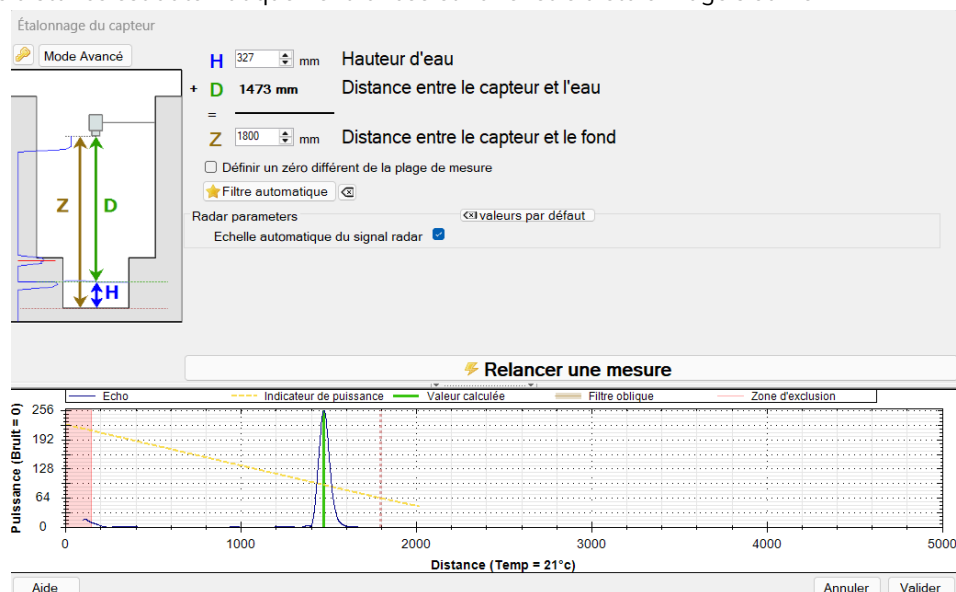 Étalonnage du capteur
Mode Avancé
H 327 mm Hauteur d'eau
+ D 1473 mm Distance entre le capteur et l'eau
=
Z 1800 mm Distance entre le capteur et le fond
Définir un zéro différent de la plage de mesure
Filtre automatique
Radar parameters
valeurs par défaut
Echelle automatique du signal radar
Z
D
H
Relancer une mesure
Echo
Indicateur de puissance
Valeur calculée
Filtre oblique
Zone d'exclusion
Puissance (Bruit = 0)
256
192
128
64
0
0 1000 2000 3000 4000 5000
Distance (Temp = 21°c)
Aide
Annuler
Valider